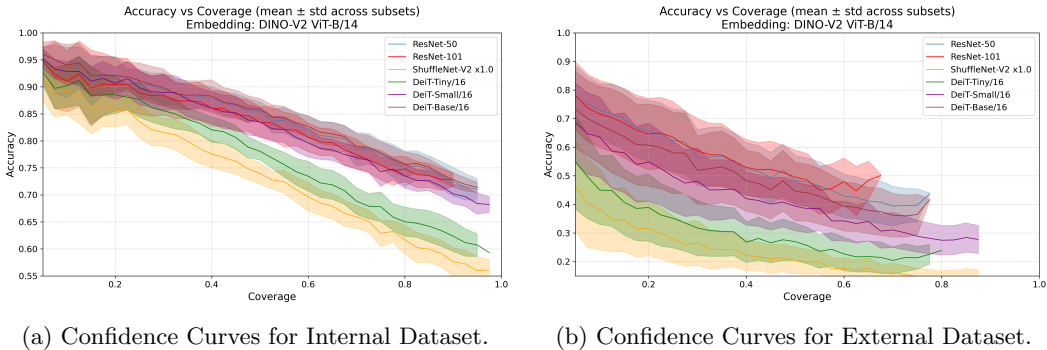 Accuracy vs Coverage (mean ± std across subsets)
Embedding: DINO-V2 ViT-B/14
1.00
0.95
0.90
0.85
0.80
0.75
0.70
0.65
0.60
0.55
Accuracy
0.2
0.4
0.6
0.8
1.0
Coverage
ResNet-50
ResNet-101
ShuffleNet-V2 x1.0
DeiT-Tiny/16
DeiT-Small/16
DeiT-Base/16
(a) Confidence Curves for Internal Dataset.
Accuracy vs Coverage (mean ± std across subsets)
Embedding: DINO-V2 ViT-B/14
1.0
0.9
0.8
0.7
0.6
0.5
0.4
0.3
0.2
Accuracy
0.2
0.4
0.6
0.8
1.0
Coverage
ResNet-50
ResNet-101
ShuffleNet-V2 x1.0
DeiT-Tiny/16
DeiT-Small/16
DeiT-Base/16
(b) Confidence Curves for External Dataset.